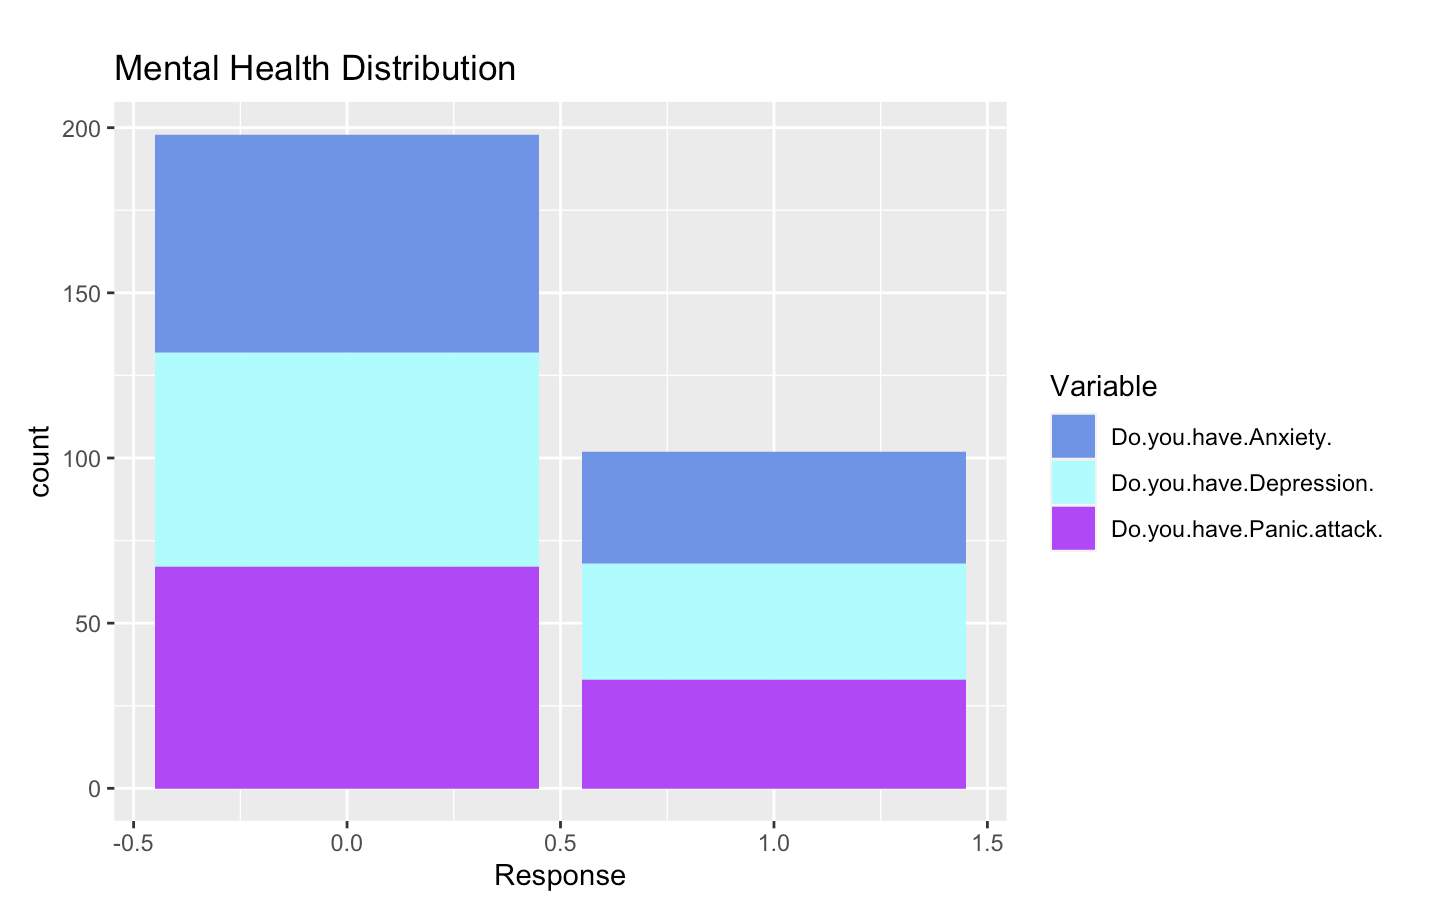 Mental Health Distribution
200
150
100
50
0
count
-0.5 0.0 0.5 1.0 1.5
Response
Variable
Do.you.have.Anxiety.
Do.you.have.Depression.
Do.you.have.Panic.attack.